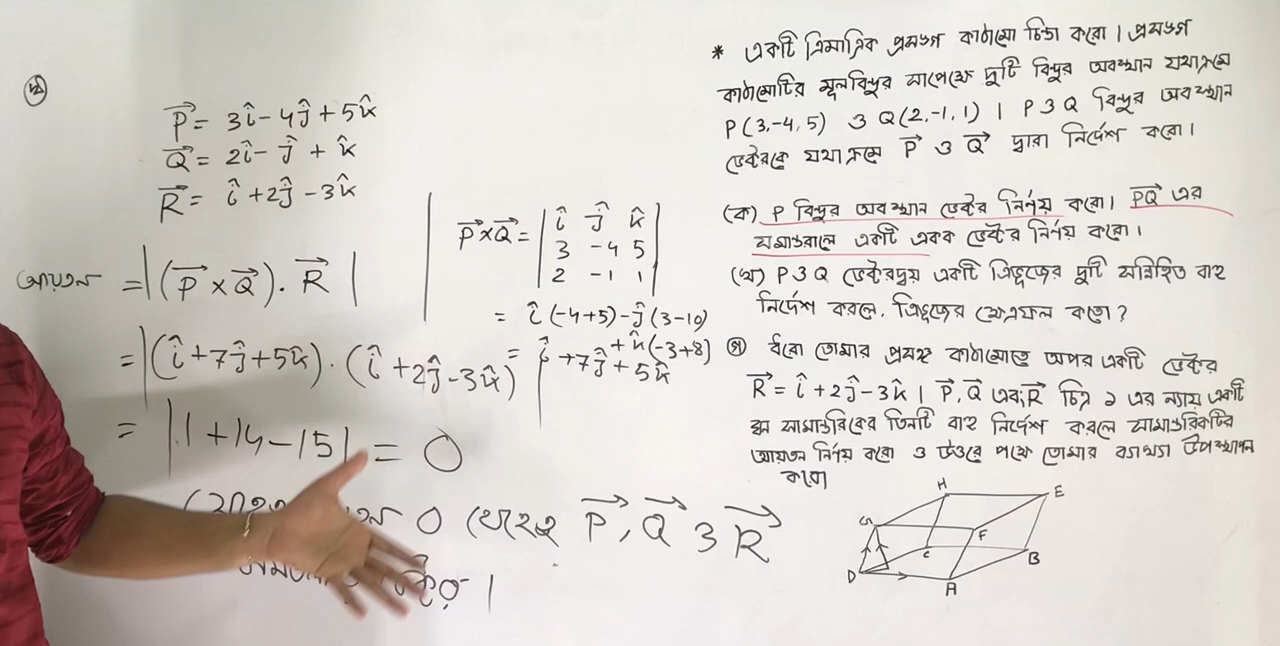 P = 3î - 4ĵ + 5k̂
Q = 2î - ĵ + k̂
R = î + 2ĵ - 3k̂
আয়তন = |(P × Q) . R|
= |(î + 7ĵ + 5k̂) . (î + 2ĵ - 3k̂)|
= |1 + 14 - 15| = 0
0 যেহেতু P, Q ও R
P×Q = | î ĵ k̂
3 -4 5
2 -1 1 |
= î(-4+5) - ĵ(3-10)
+ k̂(-3+8)
= î + 7ĵ + 5k̂
* একটি ত্রিমাত্রিক প্রসঙ্গ কাঠামো চিন্তা করো। প্রসঙ্গ
কাঠামোটির মূলবিন্দুর সাপেক্ষে দুটি বিন্দুর অবস্থান যথাক্রমে
P(3,-4,5) ও Q(2,-1,1) । P ও Q বিন্দুর অবস্থান
ভেক্টরকে যথাক্রমে P ও Q দ্বারা নির্দেশ করো।
(ক) P বিন্দুর অবস্থান ভেক্টর নির্ণয় করো। PQ এর
সমান্তরালে একটি একক ভেক্টর নির্ণয় করো।
(খ) P ও Q ভেক্টরদ্বয় একটি ত্রিভুজের দুটি সন্নিহিত বাহু
নির্দেশ করলে, ত্রিভুজের ক্ষেত্রফল কতো?
(গ) ধরো তোমার প্রসঙ্গ কাঠামোতে অপর একটি ভেক্টর
R = î + 2ĵ - 3k̂ । P, Q এবং R চিত্র ১ এর ন্যায় একটি
সামান্তরিকের তিনটি বাহু নির্দেশ করলে সামান্তরিকটির
আয়তন নির্ণয় করো ও উত্তরের পক্ষে তোমার ব্যাখ্যা উপস্থাপন
করো
H E
G F
C B
D A